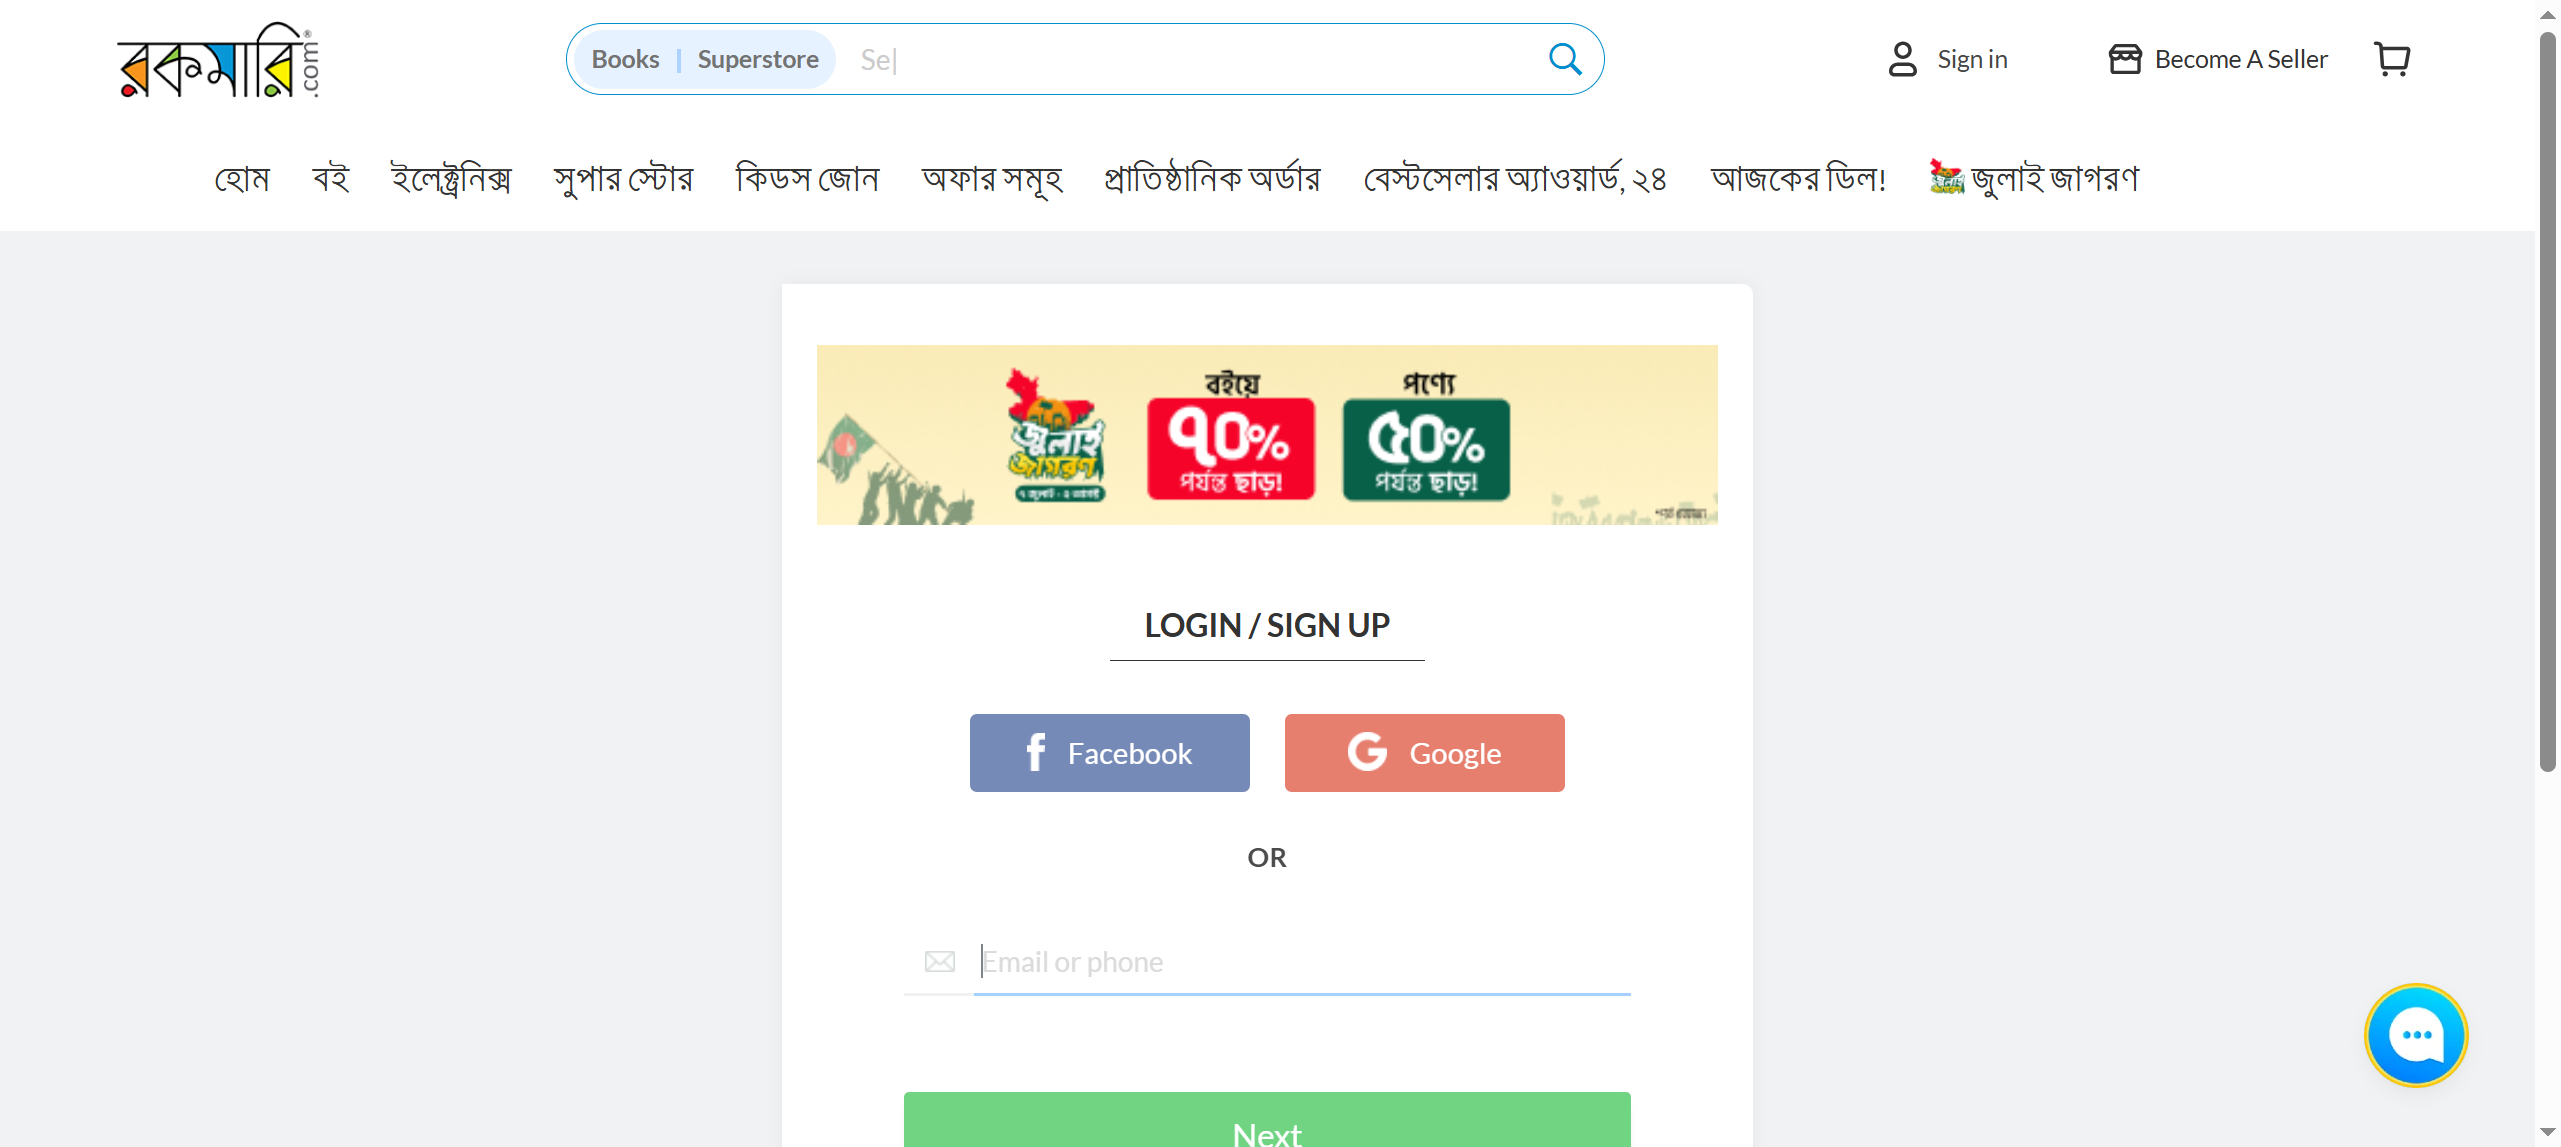 রকমারি .com
Books | Superstore
Se
Sign in
Become A Seller
হোম বই ইলেক্ট্রনিক্স সুপার স্টোর কিডস জোন অফার সমূহ প্রাতিষ্ঠানিক অর্ডার বেস্টসেলার অ্যাওয়ার্ড, ২৪ আজকের ডিল! জুলাই জাগরণ
জুলাই
জাগরণ
বইয়ে
৭০%
পর্যন্ত ছাড়!
পণ্যে
৫০%
পর্যন্ত ছাড়!
LOGIN / SIGN UP
Facebook
Google
OR
Email or phone
Next